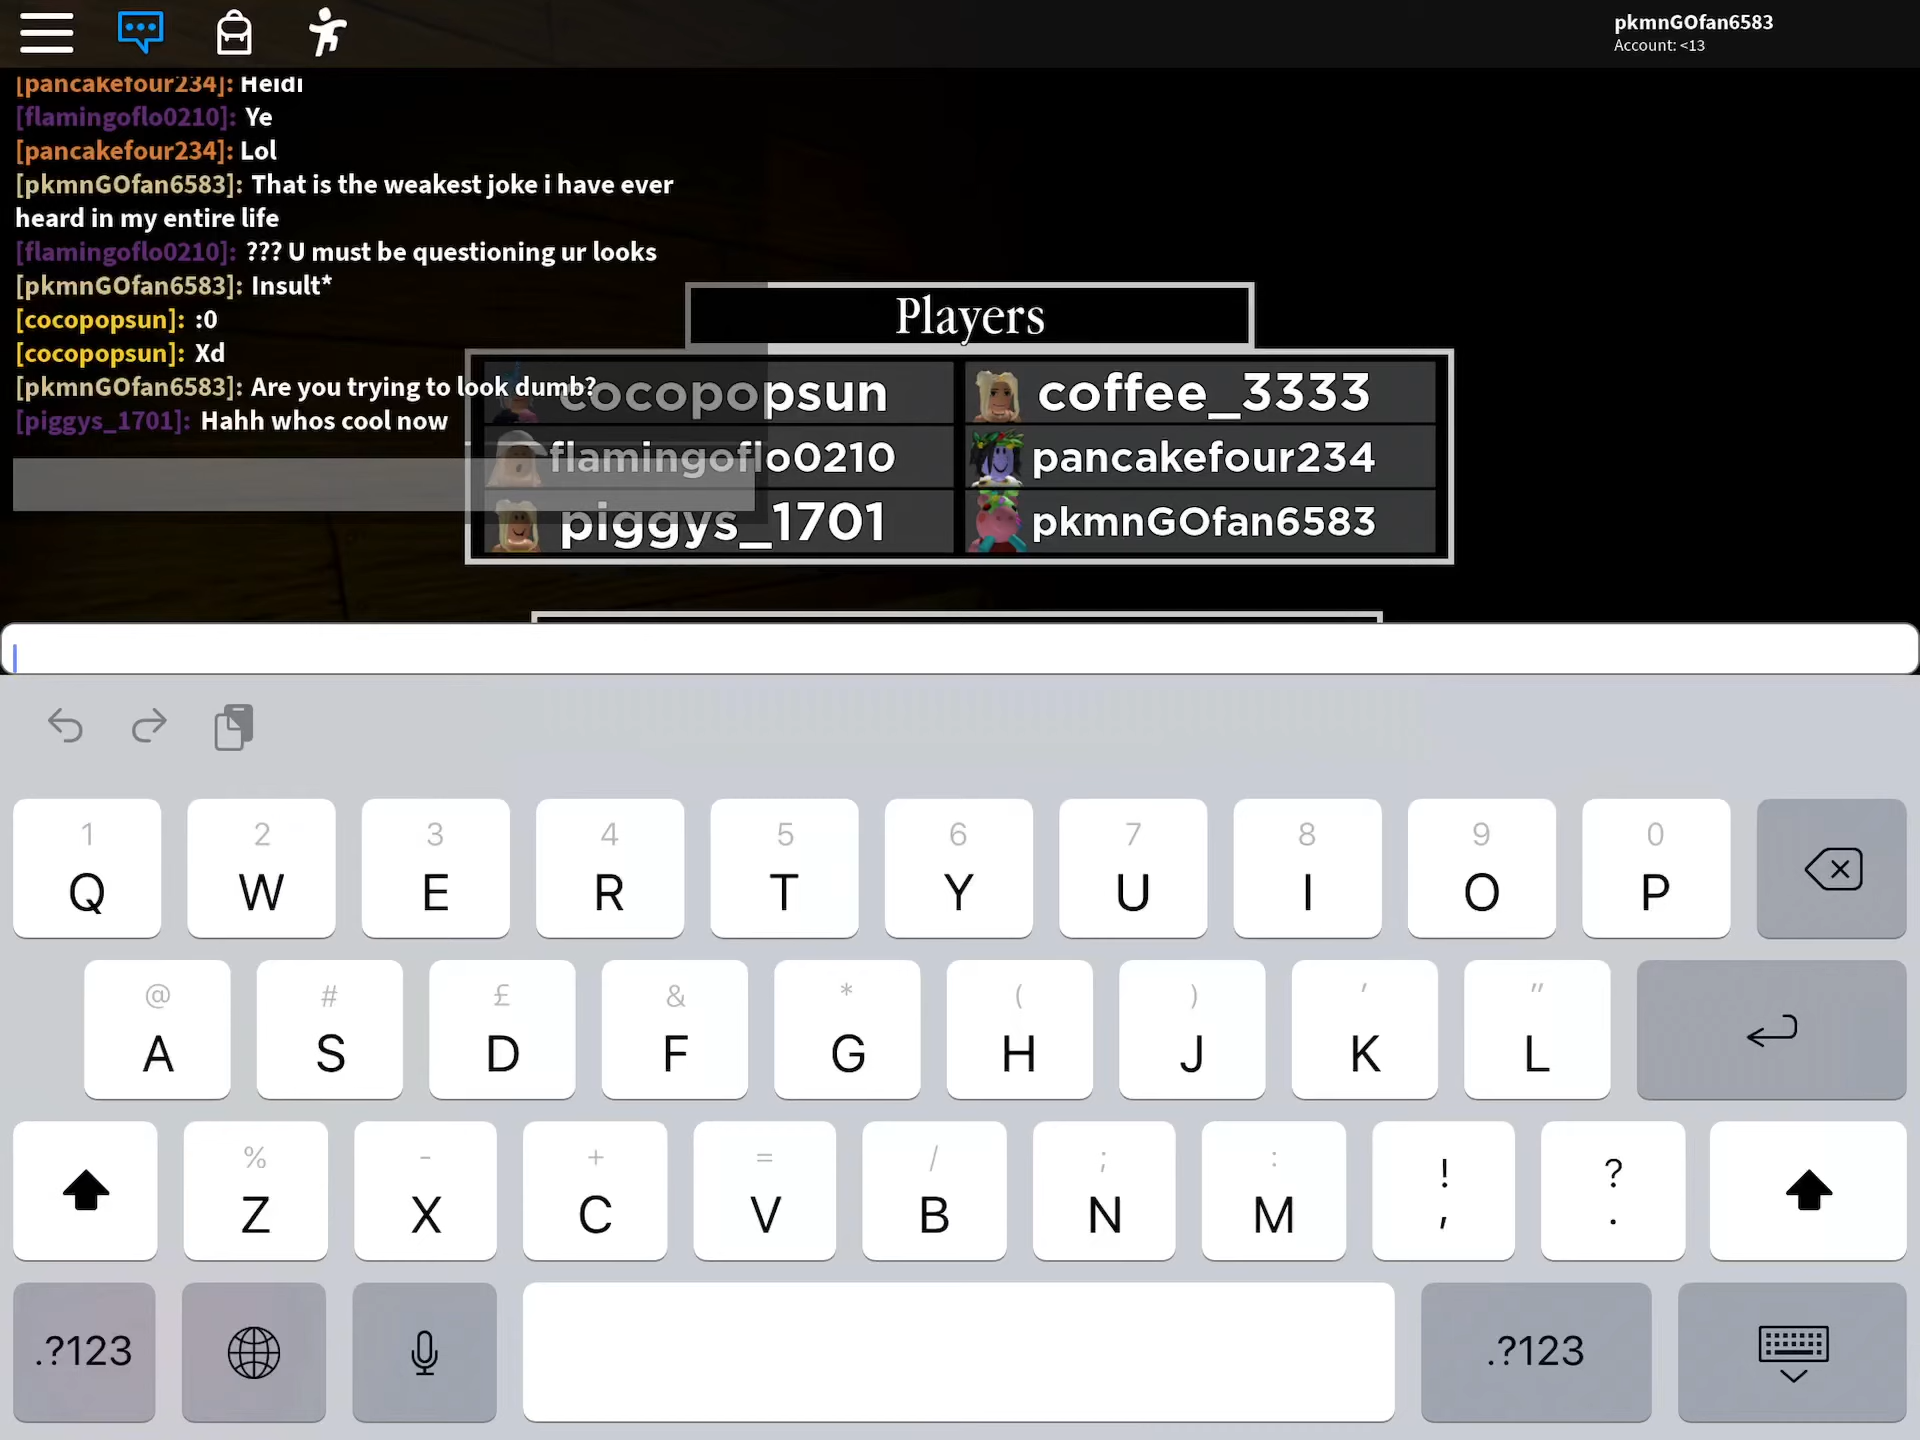 pkmnGOfan6583
Account: <13
[pancakefour234]: Heidi
[flamingoflo0210]: Ye
[pancakefour234]: Lol
[pkmnGOfan6583]: That is the weakest joke i have ever
heard in my entire life
[flamingoflo0210]: ??? U must be questioning ur looks
[pkmnGOfan6583]: Insult*
[cocopopsun]: :0
[cocopopsun]: Xd
[pkmnGOfan6583]: Are you trying to look dumb?
[piggys_1701]: Hahh whos cool now
Players
cocopopsun coffee_3333
flamingoflo0210 pancakefour234
piggys_1701 pkmnGOfan6583
1 2 3 4 5 6 7 8 9 0
Q W E R T Y U I O P
@ # £ & * ( ) ' "
A S D F G H J K L
% - + = / ; : ! ?
Z X C V B N M , .
.?123 .?123